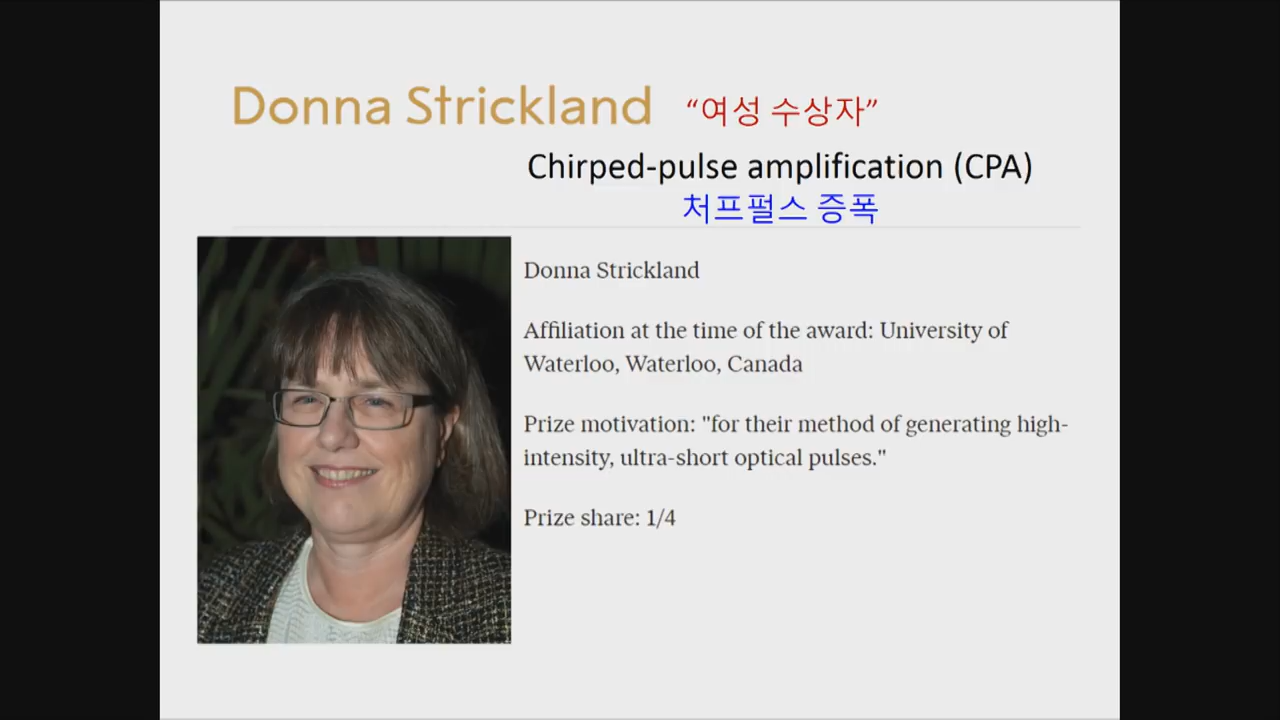 Donna Strickland “여성 수상자”
Chirped-pulse amplification (CPA)
처프펄스 증폭
Donna Strickland
Affiliation at the time of the award: University of
Waterloo, Waterloo, Canada
Prize motivation: "for their method of generating high-
intensity, ultra-short optical pulses."
Prize share: 1/4